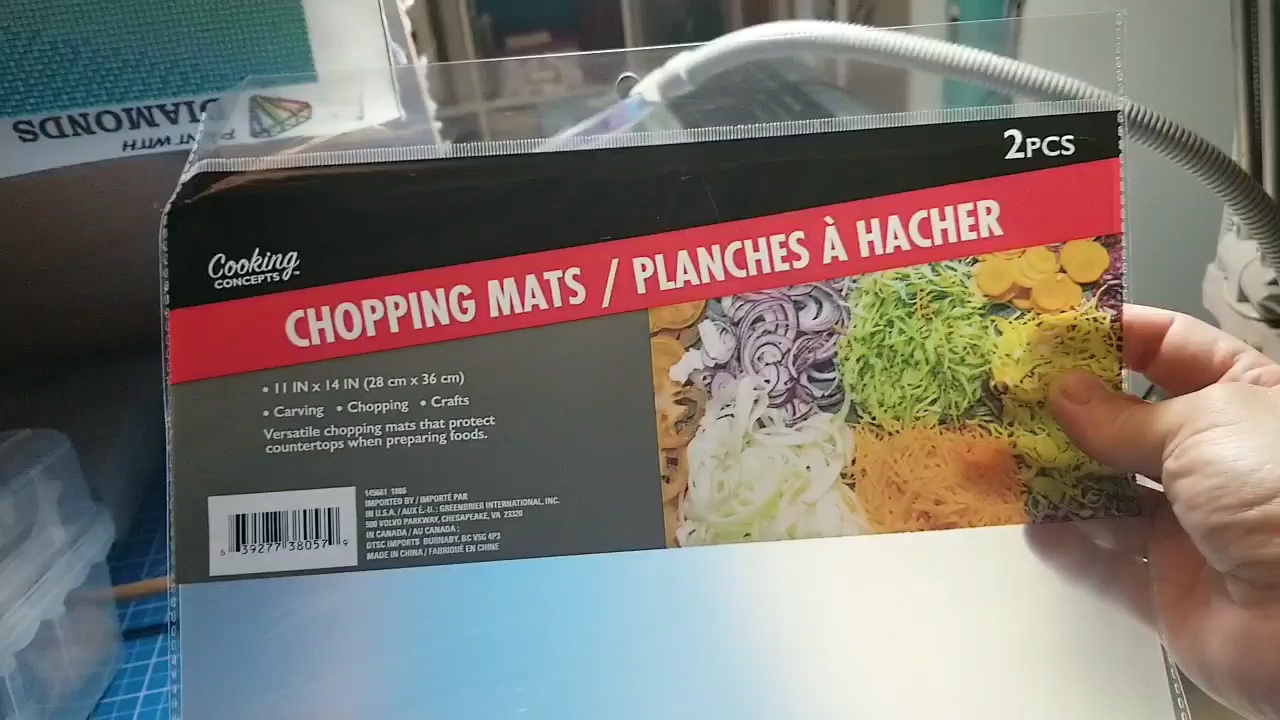 DIAMONDS
T WITH
2PCS
Cooking
CONCEPTS™
CHOPPING MATS / PLANCHES À HACHER
• 11 IN x 14 IN (28 cm x 36 cm)
• Carving • Chopping • Crafts
Versatile chopping mats that protect
countertops when preparing foods.
145661 1806
IMPORTED BY / IMPORTÉ PAR
IN U.S.A. / AUX É.-U.: GREENBRIER INTERNATIONAL, INC.
500 VOLVO PARKWAY, CHESAPEAKE, VA 23320
IN CANADA / AU CANADA :
DTSC IMPORTS BURNABY, BC V5G 4P3
MADE IN CHINA / FABRIQUÉ EN CHINE
6 39277 38057 9